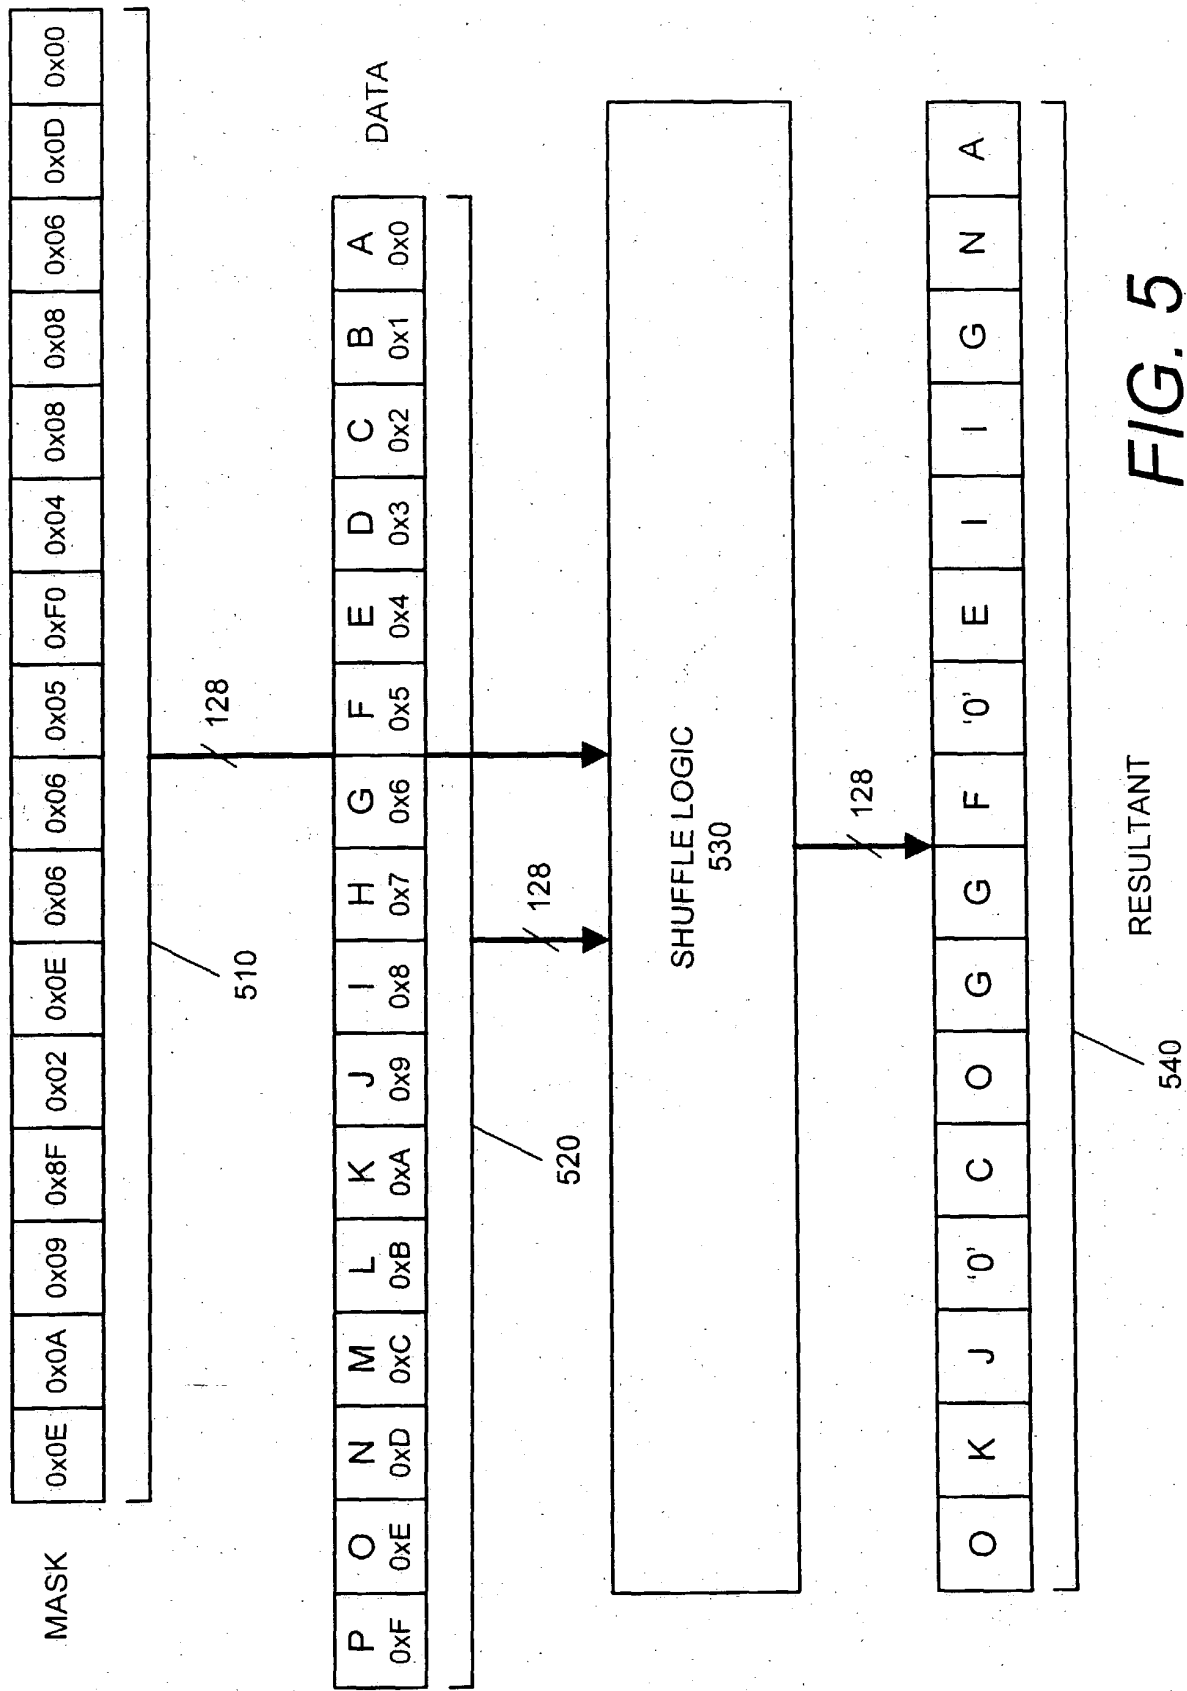 MASK
0x0E 0x0A 0x09 0x8F 0x02 0x0E 0x06 0x06 0x05 0xF0 0x04 0x08 0x08 0x06 0x0D 0x00
510
128
DATA
P O N M L K J I H G F E D C B A
0xF 0xE 0xD 0xC 0xB 0xA 0x9 0x8 0x7 0x6 0x5 0x4 0x3 0x2 0x1 0x0
520
128
SHUFFLE LOGIC
530
128
O K J '0' C O G G F '0' E I I G N A
RESULTANT
540
FIG. 5